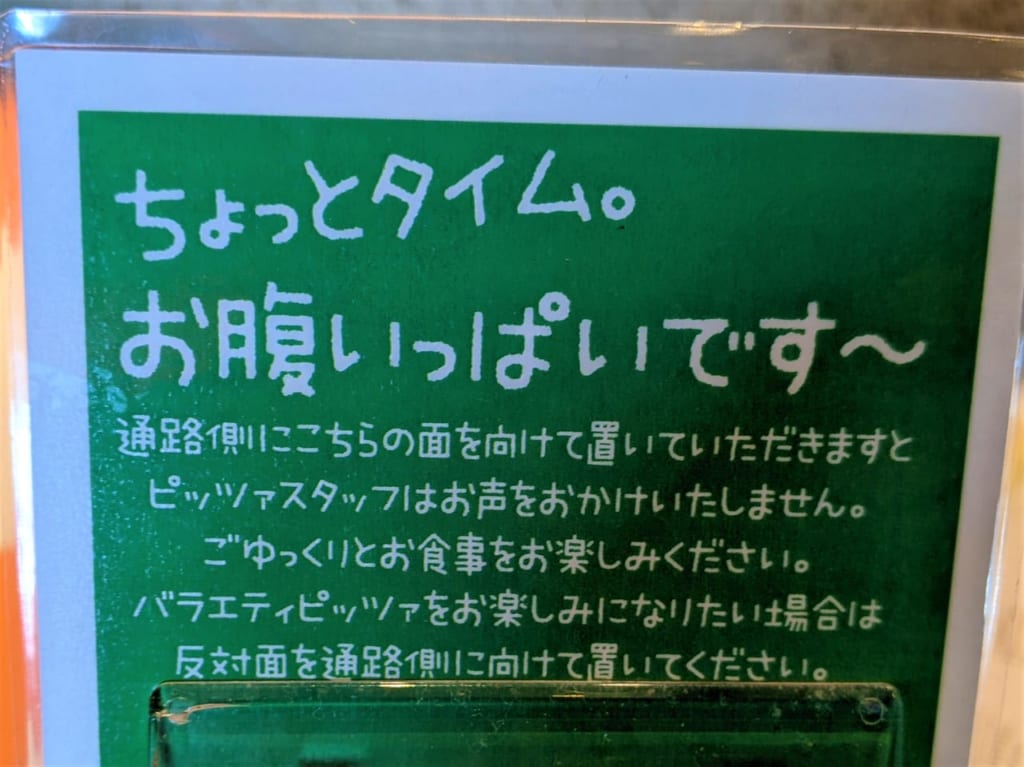 ちょっとタイム。
お腹いっぱいです〜
通路側にこちらの面を向けて置いていただきますと
ピッツァスタッフはお声をおかけいたしません。
ごゆっくりとお食事をお楽しみください。
バラエティピッツァをお楽しみになりたい場合は
反対面を通路側に向けて置いてください。